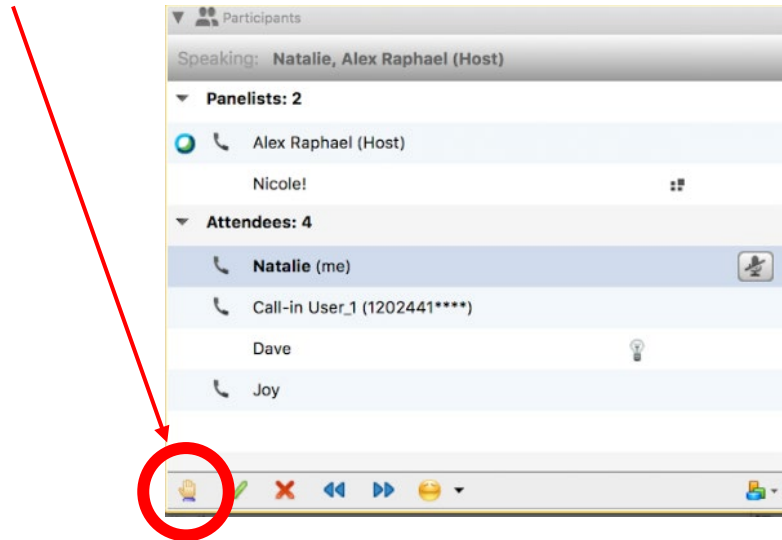 Participants
Speaking: Natalie, Alex Raphael (Host)
Panelists: 2
Alex Raphael (Host)
Nicole!
Attendees: 4
Natalie (me)
Call-in User_1 (1202441****)
Dave
Joy